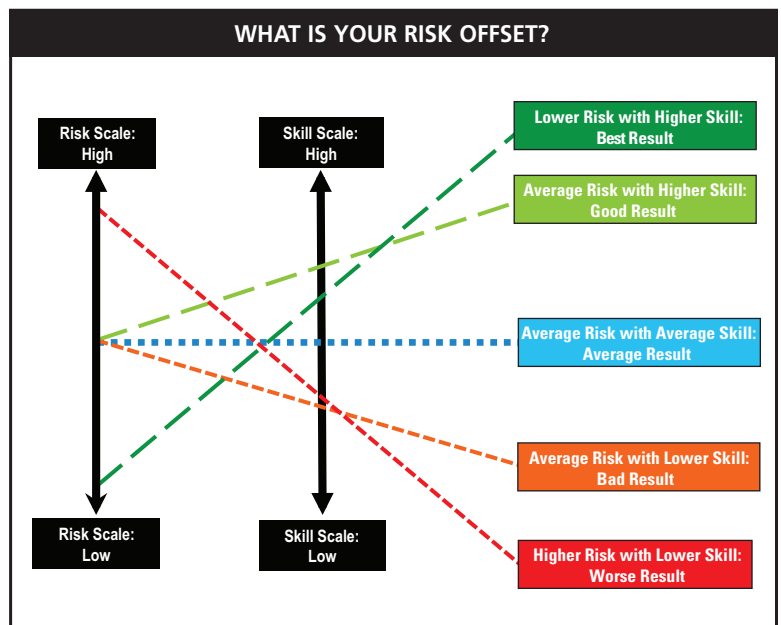 WHAT IS YOUR RISK OFFSET?
Risk Scale:
High
Skill Scale:
High
Lower Risk with Higher Skill:
Best Result
Average Risk with Higher Skill:
Good Result
Average Risk with Average Skill:
Average Result
Average Risk with Lower Skill:
Bad Result
Risk Scale:
Low
Skill Scale:
Low
Higher Risk with Lower Skill:
Worse Result